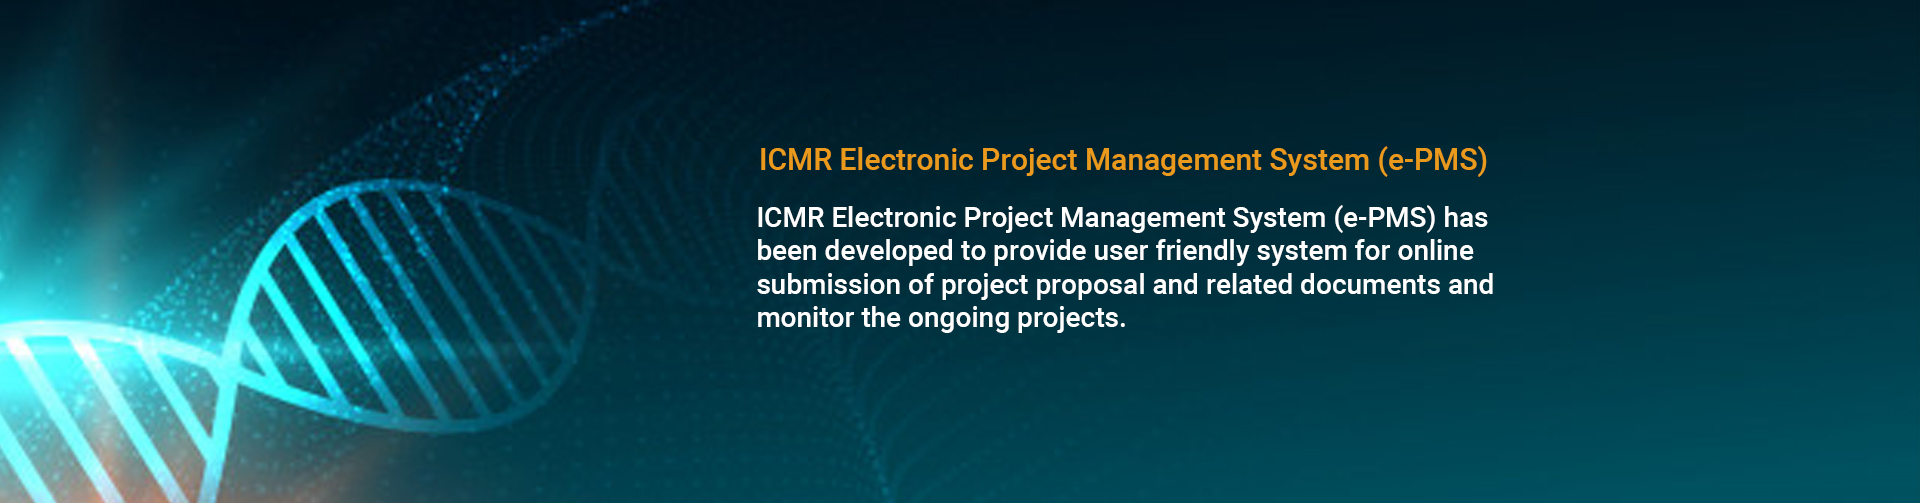 ICMR Electronic Project Management System (e-PMS)
ICMR Electronic Project Management System (e-PMS) has
been developed to provide user friendly system for online
submission of project proposal and related documents and
monitor the ongoing projects.